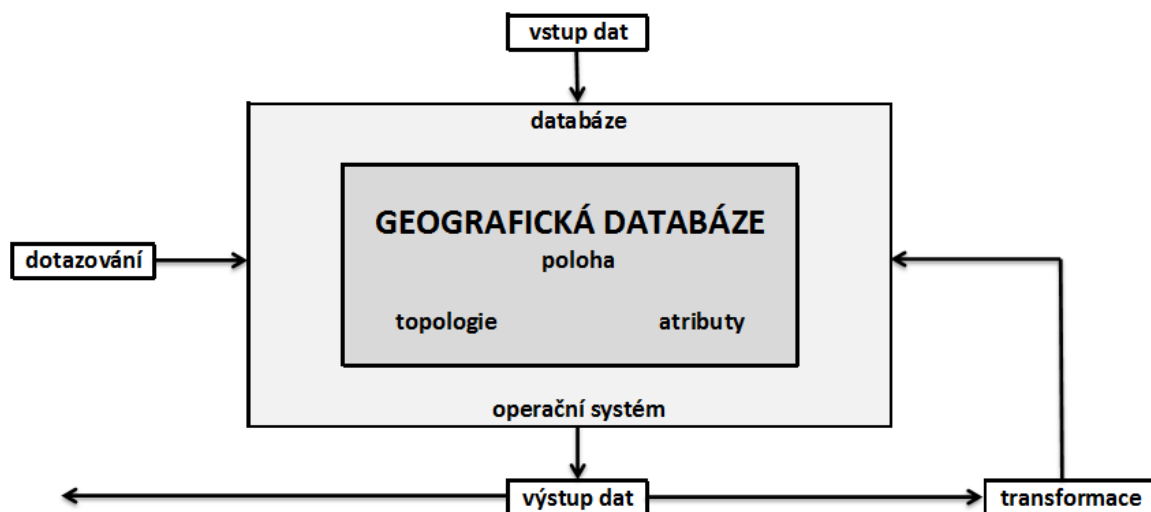 vstup dat
databáze
GEOGRAFICKÁ DATABÁZE
poloha
dotazování
topologie
atributy
operační systém
výstup dat
transformace